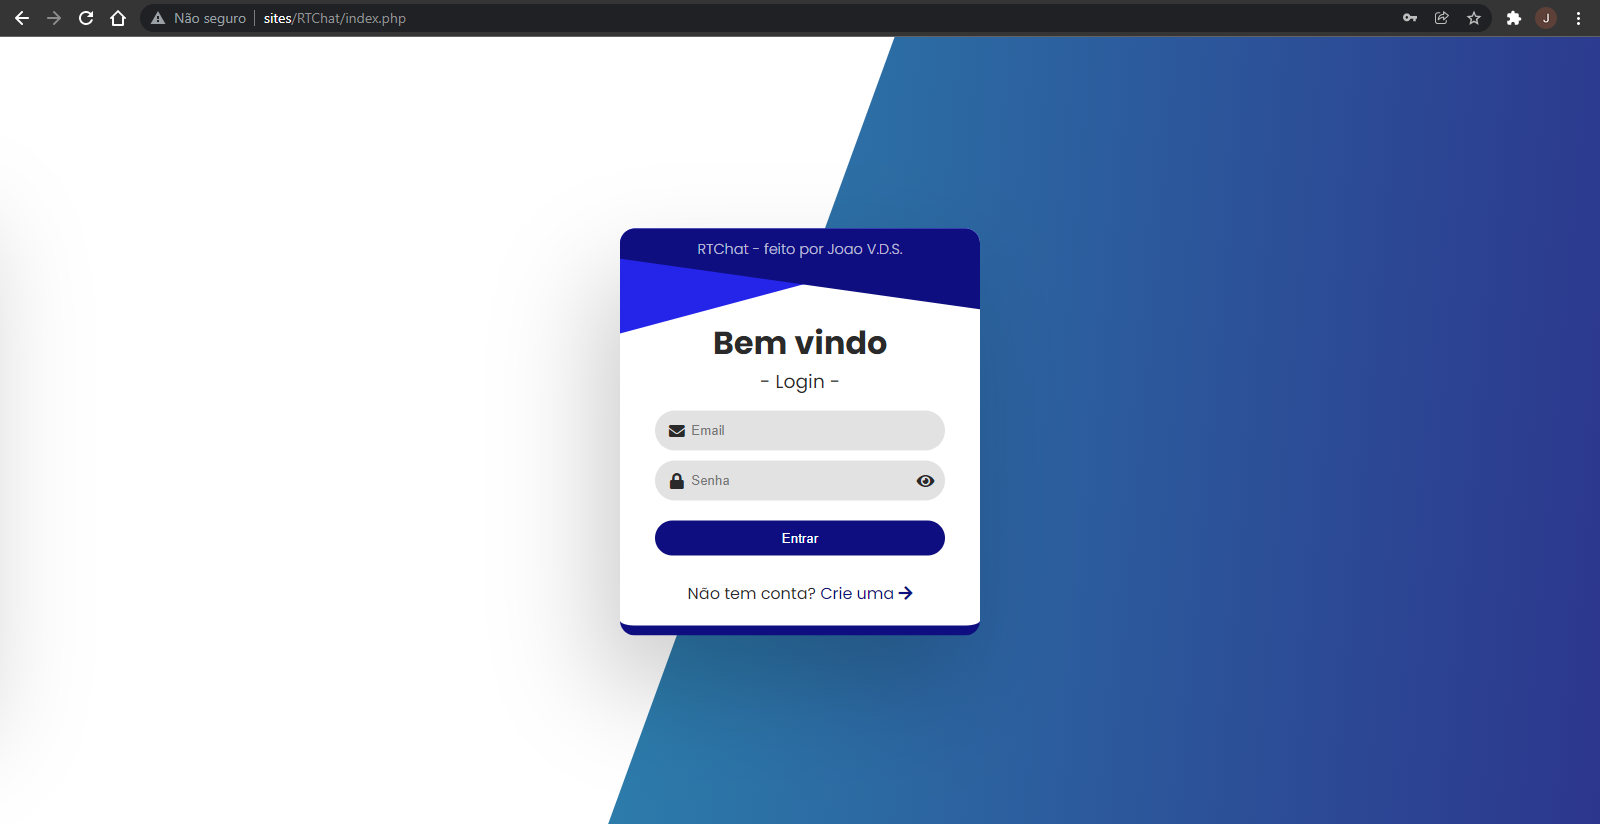 Não seguro sites/RTChat/index.php J
RTChat - feito por Joao V.D.S.
Bem vindo
- Login -
Email
Senha
Entrar
Não tem conta? Crie uma